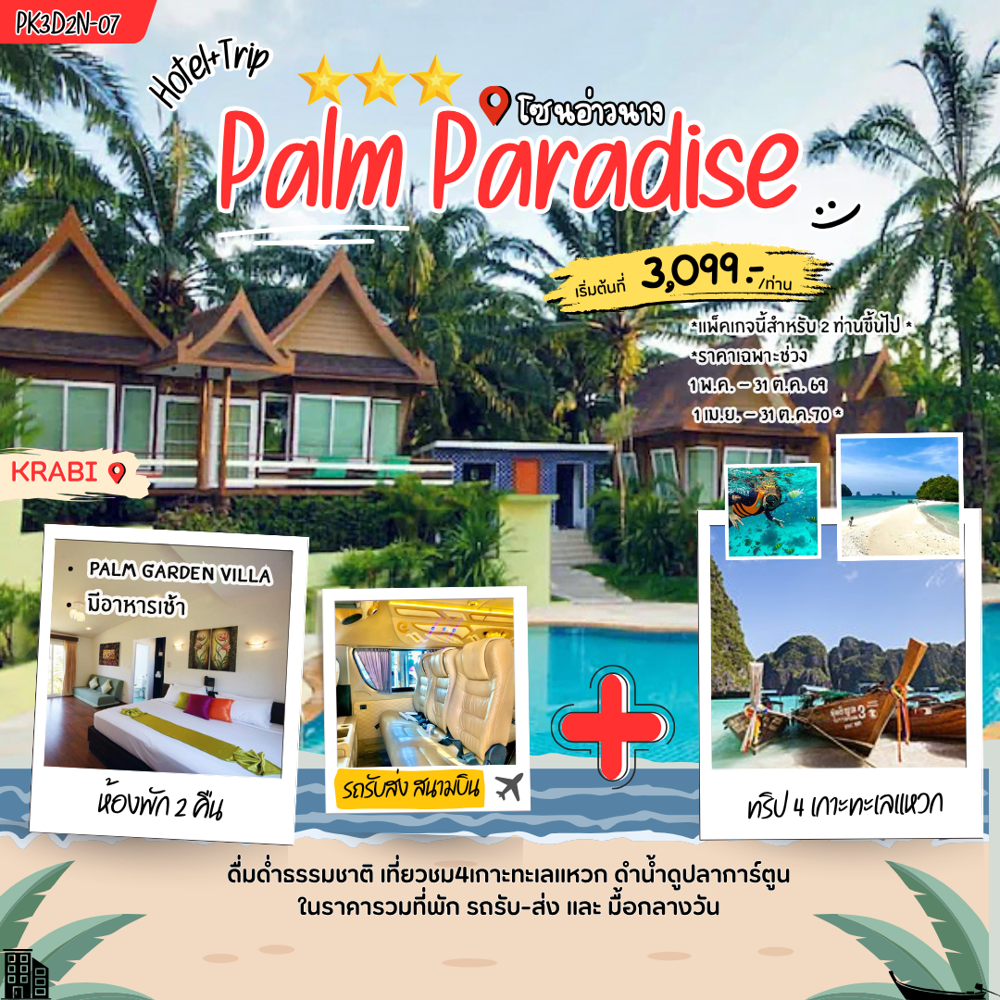 PK3D2N-07
Hotel+Trip
โซนอ่าวนาง
Palm Paradise
เริ่มต้นที่ 3,099.-/ท่าน
*แพ็คเกจนี้สำหรับ 2 ท่านขึ้นไป *
*ราคาเฉพาะช่วง
1 พ.ค. – 31 ต.ค. 69
1 เม.ย. – 31 ต.ค.70 *
KRABI
• PALM GARDEN VILLA
• มีอาหารเช้า
ห้องพัก 2 คืน
รถรับส่ง สนามบิน
3
ทริป 4 เกาะทะเลแหวก
ดื่มด่ำธรรมชาติ เที่ยวชม4เกาะทะเลแหวก ดำน้ำดูปลาการ์ตูน
ในราคารวมที่พัก รถรับ-ส่ง และ มื้อกลางวัน